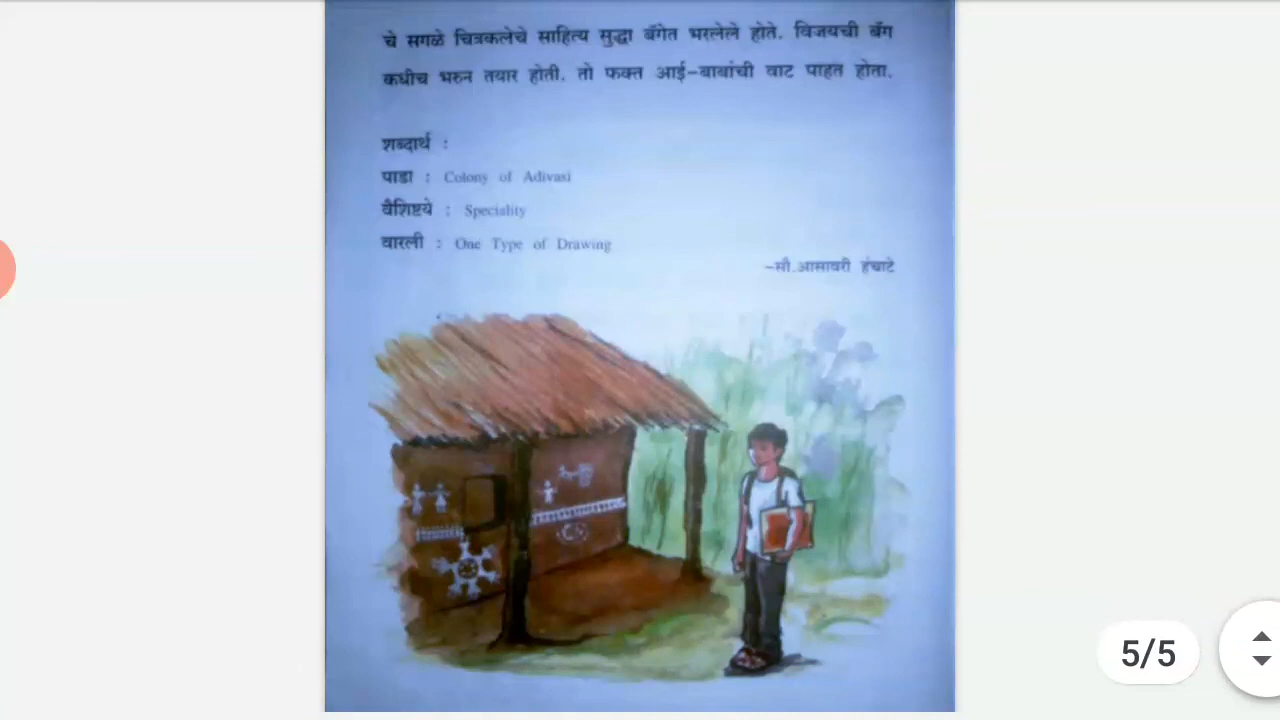 चे सगळे चित्रकलेचे साहित्य सुद्धा बॅगेत भरलेले होते. विजयची बॅग
कधीच भरुन तयार होती. तो फक्त आई-बाबांची वाट पाहत होता.
शब्दार्थ :
पाडा : Colony of Adivasi
वैशिष्टये : Speciality
वारली : One Type of Drawing
-सौ.आसावरी हंचाटे
5/5